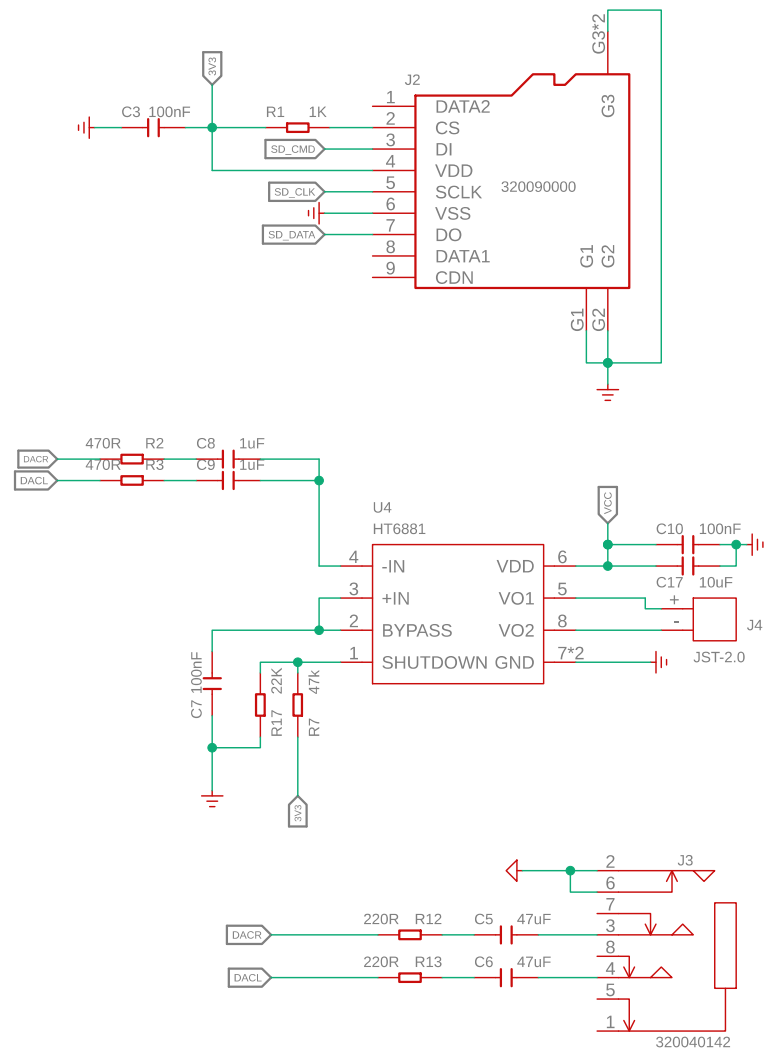 G3*2
3V3
J2
C3 100nF
R1 1K
1 DATA2
2 CS
SD_CMD 3 DI
4 VDD
SD_CLK 5 SCLK
6 VSS
SD_DATA 7 DO
8 DATA1
9 CDN
320090000
G3
G1
G2
G1
G2
470R R2 C8 1uF
DACR
470R R3 C9 1uF
DACL
U4
HT6881
VCC
C10 100nF
4 -IN VDD 6
C17 10uF
3 +IN VO1 5
+
2 BYPASS VO2 8
-
J4
JST-2.0
1 SHUTDOWN GND 7*2
C7 100nF
R17 22K
R7 47k
3V3
2 J3
6
7
220R R12 C5 47uF
DACR 3
8
220R R13 C6 47uF
DACL 4
5
1
320040142